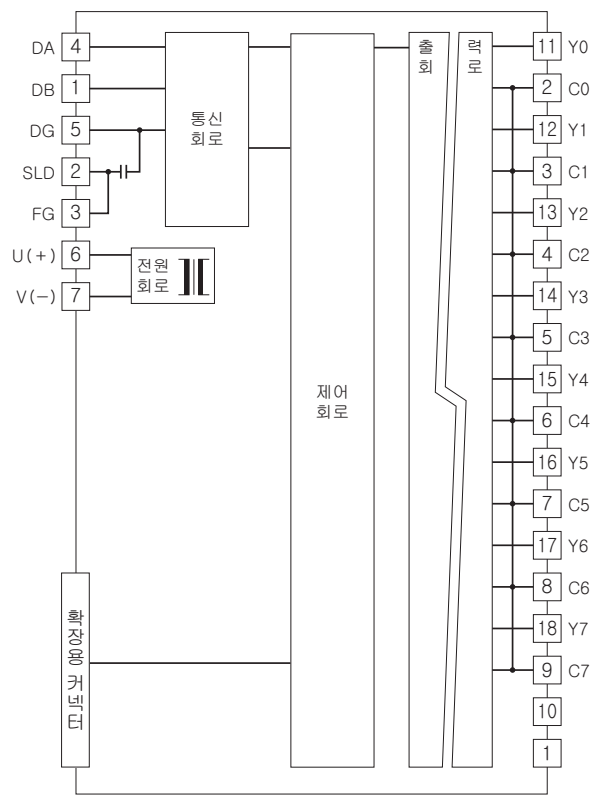 DA 4
DB 1
DG 5
SLD 2
FG 3
U(+) 6
V(−) 7
통신
회로
전원
회로
제어
회로
출 력
회 로
확장용 커넥터
11 Y0
2 C0
12 Y1
3 C1
13 Y2
4 C2
14 Y3
5 C3
15 Y4
6 C4
16 Y5
7 C5
17 Y6
8 C6
18 Y7
9 C7
10
1